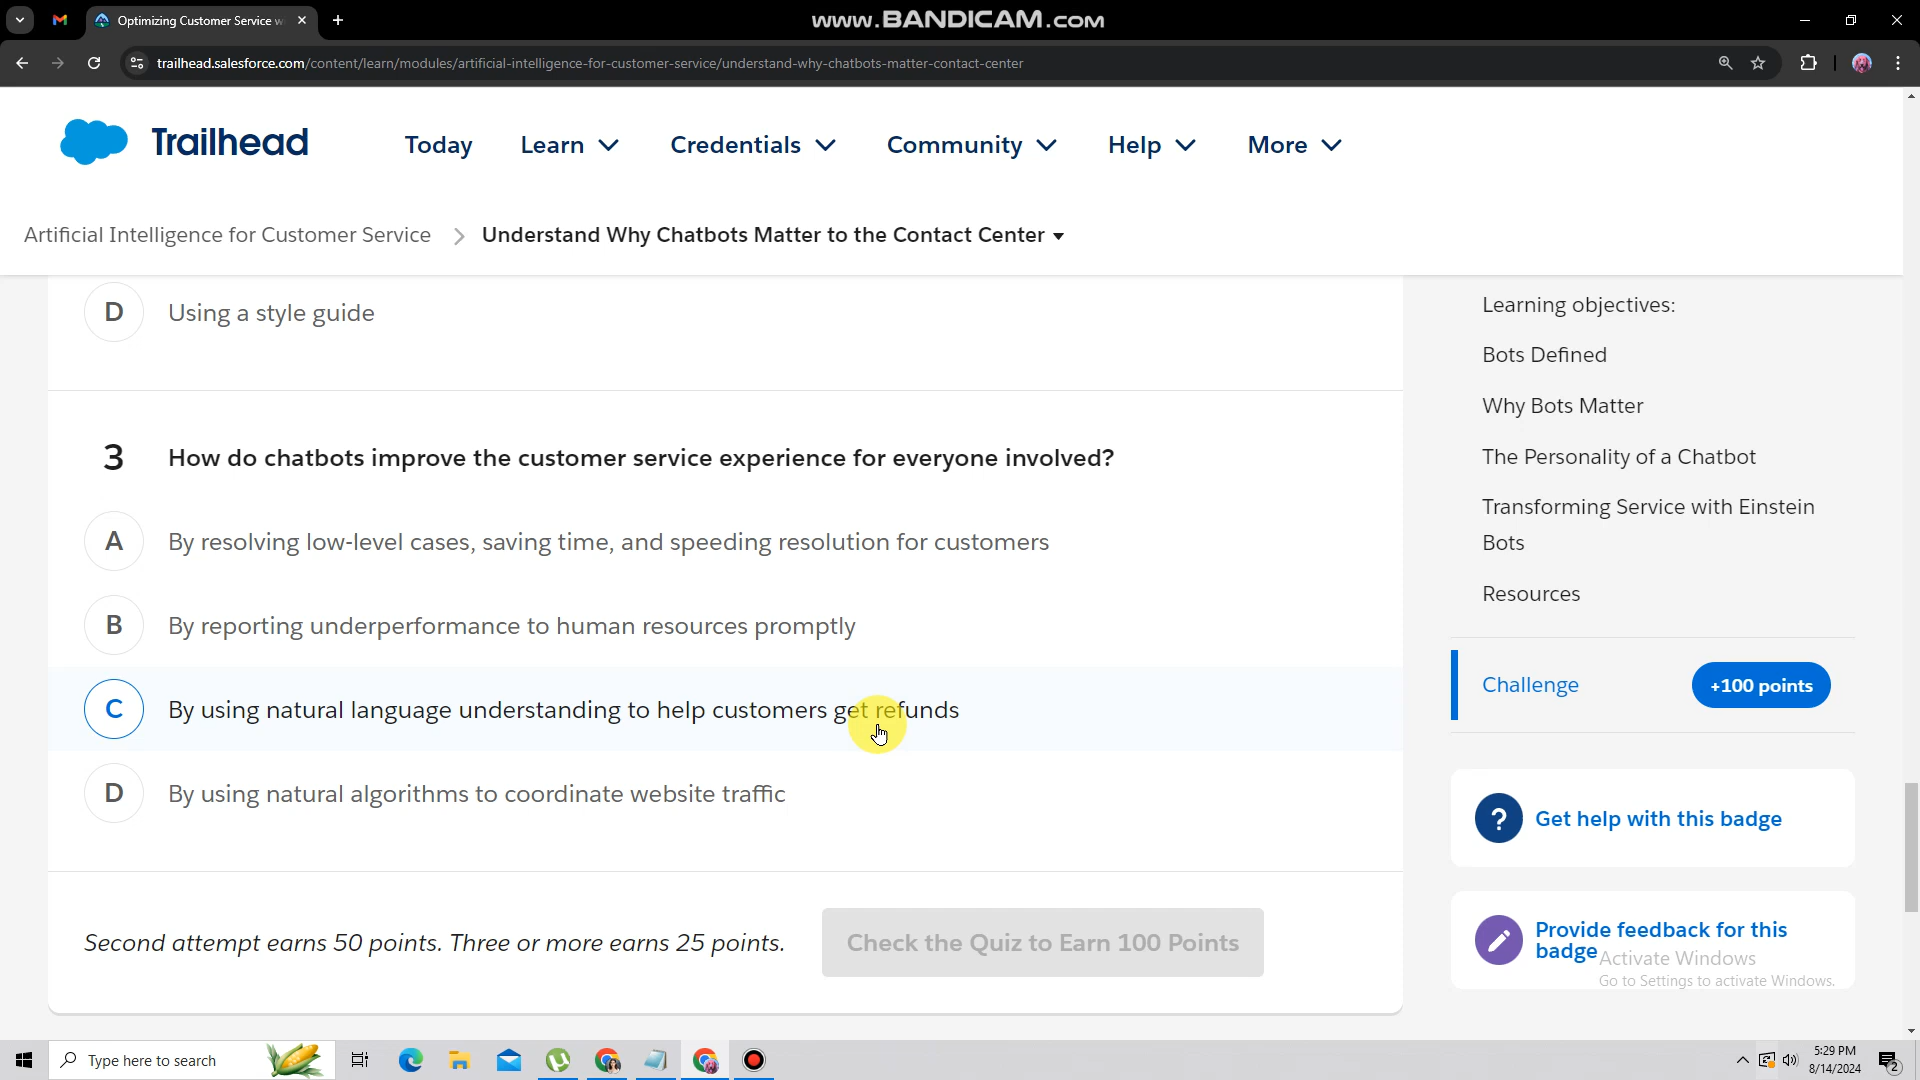 Optimizing Customer Service w
www.BANDICAM.com
trailhead.salesforce.com/content/learn/modules/artificial-intelligence-for-customer-service/understand-why-chatbots-matter-contact-center
Trailhead
Today
Learn
Credentials
Community
Help
More
Artificial Intelligence for Customer Service
Understand Why Chatbots Matter to the Contact Center
D Using a style guide
3 How do chatbots improve the customer service experience for everyone involved?
A By resolving low-level cases, saving time, and speeding resolution for customers
B By reporting underperformance to human resources promptly
C By using natural language understanding to help customers get refunds
D By using natural algorithms to coordinate website traffic
Second attempt earns 50 points. Three or more earns 25 points.
Check the Quiz to Earn 100 Points
Learning objectives:
Bots Defined
Why Bots Matter
The Personality of a Chatbot
Transforming Service with Einstein
Bots
Resources
Challenge
+100 points
? Get help with this badge
Provide feedback for this
badge
Activate Windows
Go to Settings to activate Windows.
Type here to search
5:29 PM
8/14/2024
2